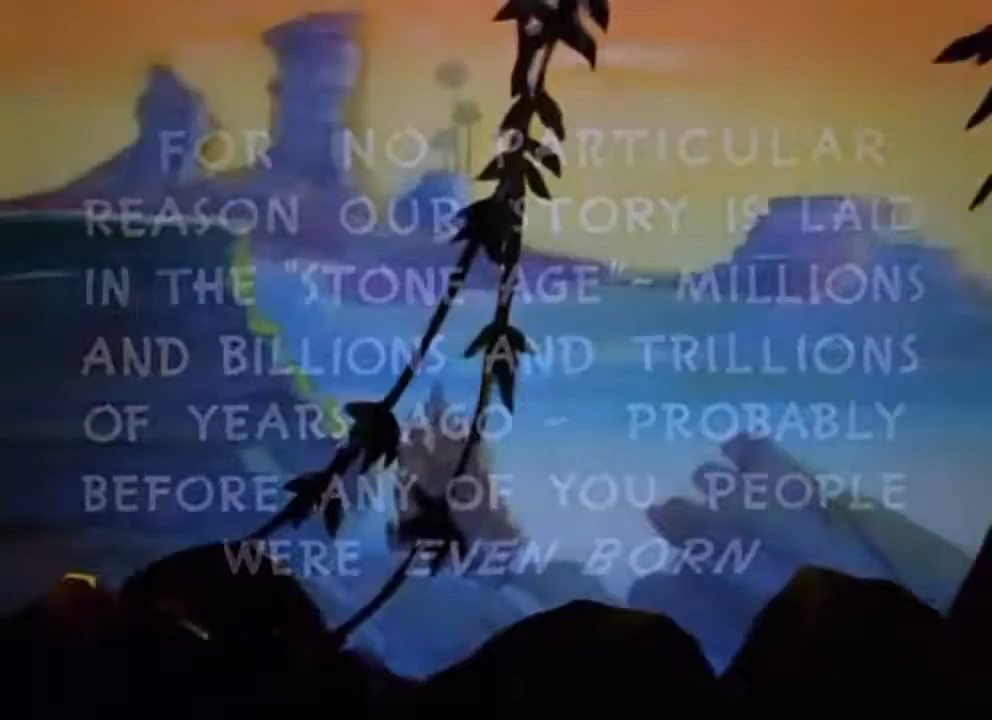 FOR NO PARTICULAR
REASON OUR STORY IS LAID
IN THE "STONE AGE" - MILLIONS
AND BILLIONS AND TRILLIONS
OF YEARS AGO - PROBABLY
BEFORE ANY OF YOU PEOPLE
WERE EVEN BORN